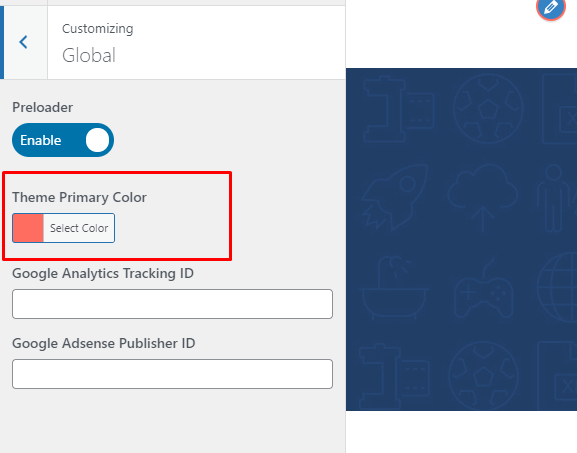 Customizing
Global
Preloader
Enable
Theme Primary Color
Select Color
Google Analytics Tracking ID
Google Adsense Publisher ID